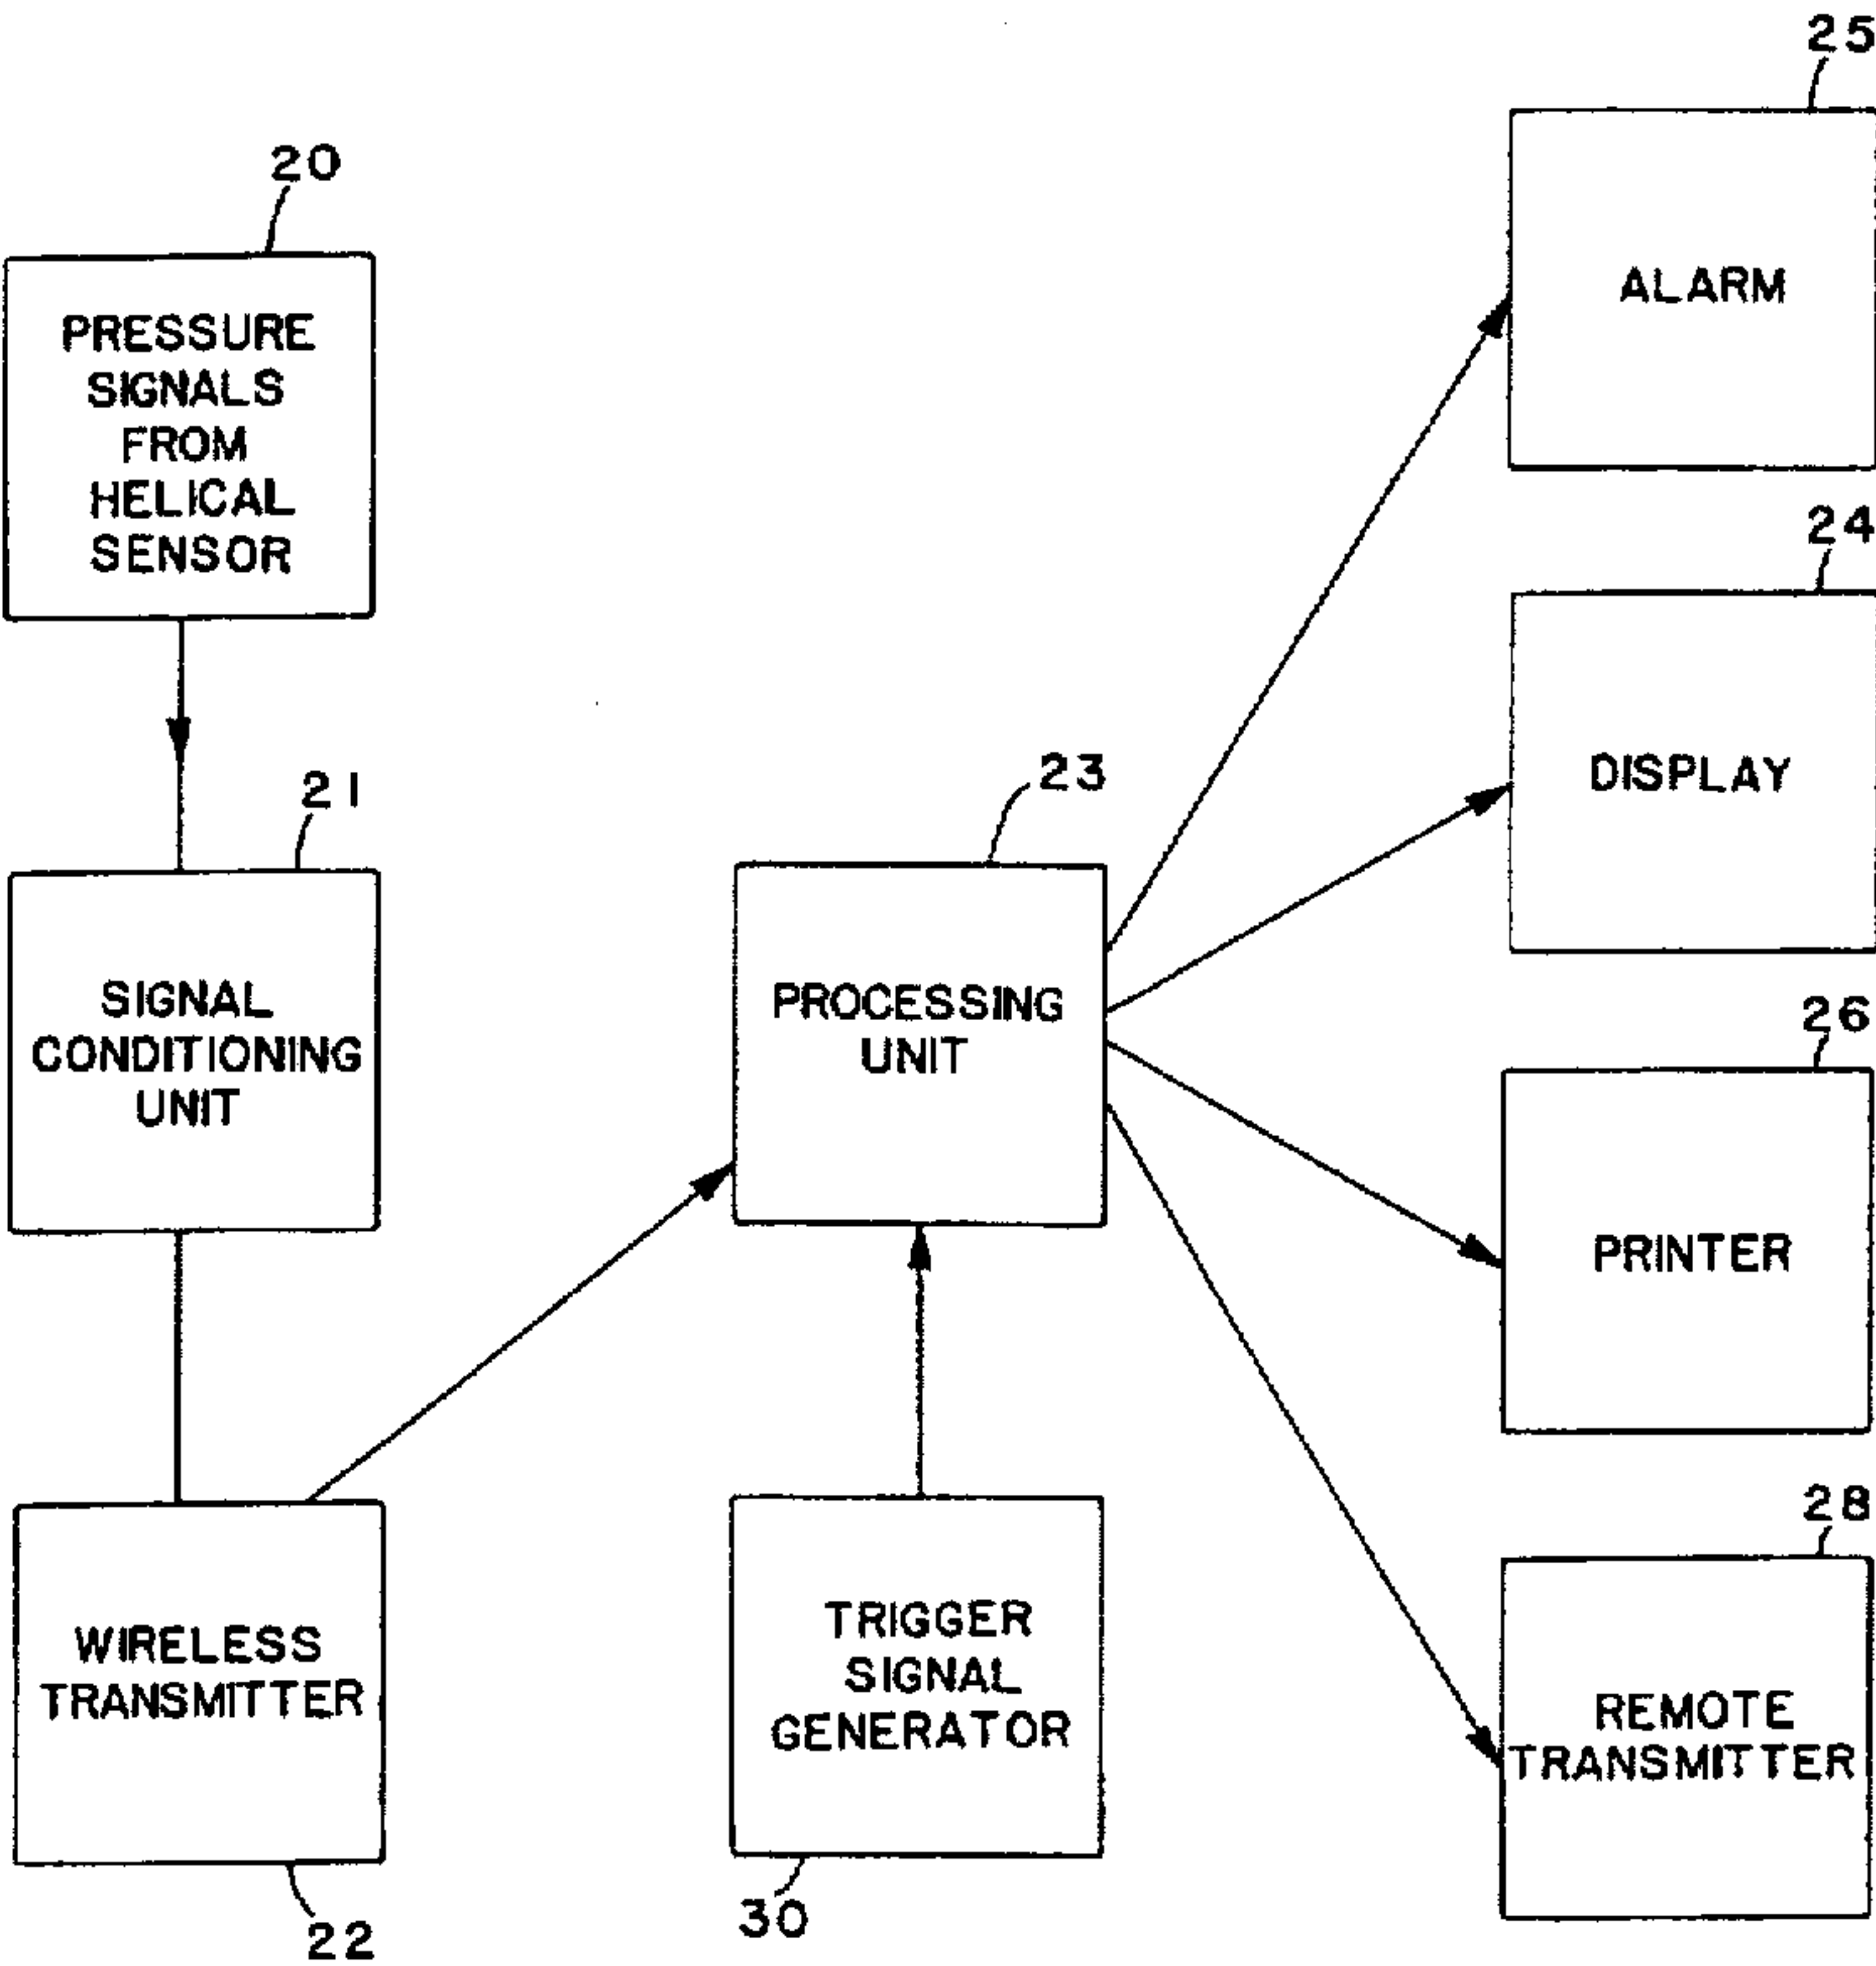 20
PRESSURE
SIGNALS
FROM
HELICAL
SENSOR
21
SIGNAL
CONDITIONING
UNIT
WIRELESS
TRANSMITTER
22
23
PROCESSING
UNIT
TRIGGER
SIGNAL
GENERATOR
30
25
ALARM
24
DISPLAY
26
PRINTER
28
REMOTE
TRANSMITTER